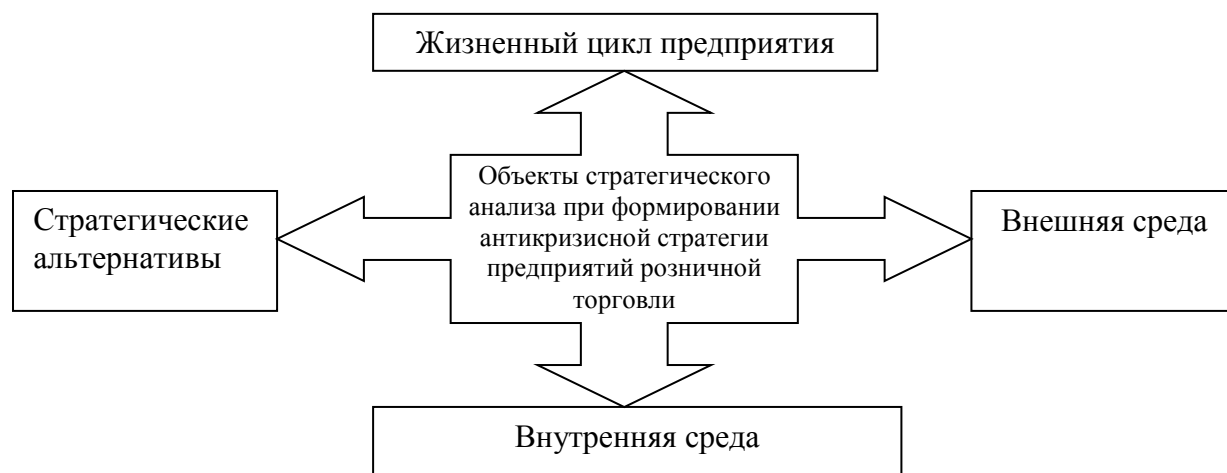 Жизненный цикл предприятия
Объекты стратегического
анализа при формировании
антикризисной стратегии
предприятий розничной
торговли
Стратегические
альтернативы
Внешняя среда
Внутренняя среда